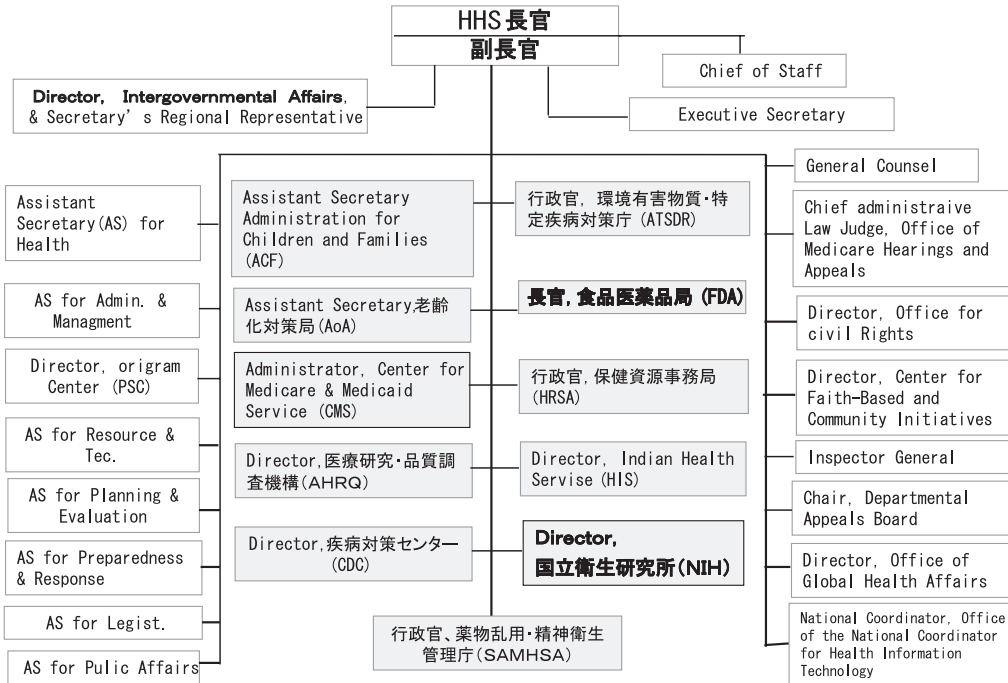 HHS 長官
副長官
Chief of Staff
Director, Intergovernmental Affairs,
& Secretary's Regional Representative
Executive Secretary
General Counsel
Assistant
Secretary(AS) for
Health
Assistant Secretary
Administration for
Children and Families
(ACF)
行政官, 環境有害物質・特
定疾病対策庁 (ATSDR)
Chief administraive
Law Judge, Office of
Medicare Hearings and
Appeals
AS for Admin. &
Managment
Assistant Secretary,老齢
化対策局(AoA)
長官, 食品医薬品局 (FDA)
Director, Office for
civil Rights
Director, origram
Center (PSC)
Administrator, Center for
Medicare & Medicaid
Service (CMS)
行政官, 保健資源事務局
(HRSA)
Director, Center for
Faith-Based and
Community Initiatives
AS for Resource &
Tec.
Director,医療研究・品質調
査機構(AHRQ)
Director, Indian Health
Servise (HIS)
Inspector General
AS for Planning &
Evaluation
Chair, Departmental
Appeals Board
AS for Preparedness
& Response
Director,疾病対策センター
(CDC)
Director,
国立衛生研究所(NIH)
Director, Office of
Global Health Affairs
AS for Legist.
行政官、薬物乱用・精神衛生
管理庁(SAMHSA)
National Coordinator, Office
of the National Coordinator
for Health Information
Technology
AS for Pulic Affairs